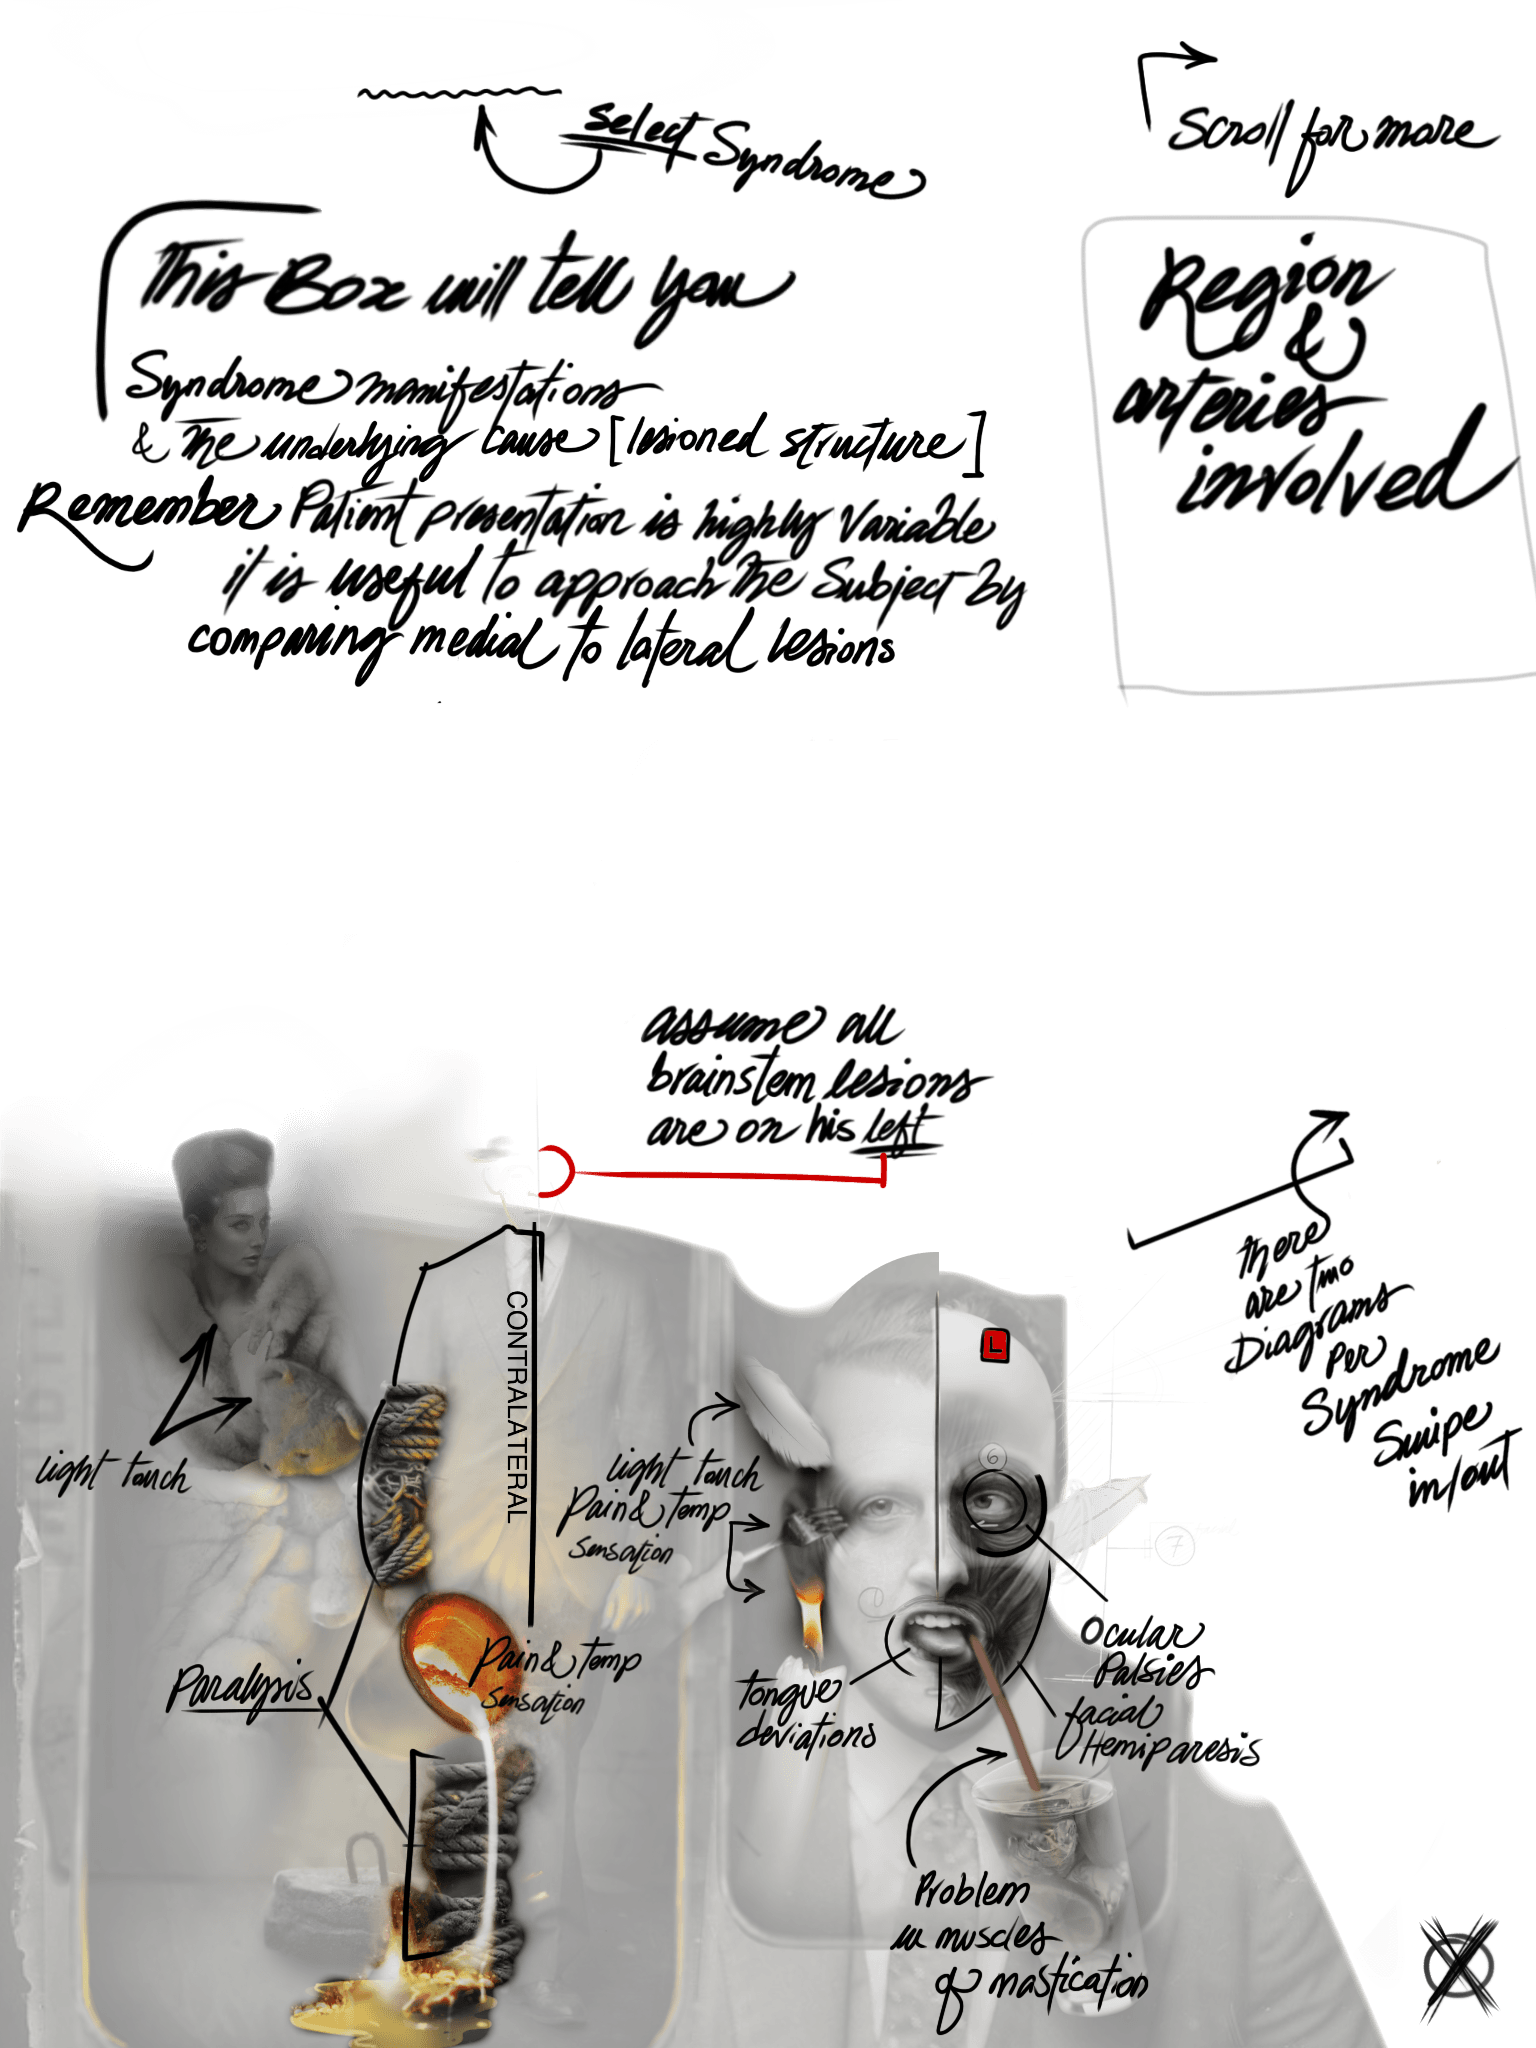 Select Syndrome
Scroll for more
This Box will tell you
Syndrome manifestations
& the underlying cause [lesioned structure]
Remember Patient presentation is highly variable
it is useful to approach the subject by
comparing medial to lateral lesions
Region
&
arteries
involved
assume all
brainstem lesions
are on his left
there
are two
Diagrams
per
Syndrome
Swipe
in/out
CONTRALATERAL
light touch
Paralysis
Pain & Temp
Sensation
L
6
7
light touch
Pain & Temp
Sensation
Tongue
deviations
Ocular
Palsies
facial
Hemiparesis
Problem
in muscles
of mastication